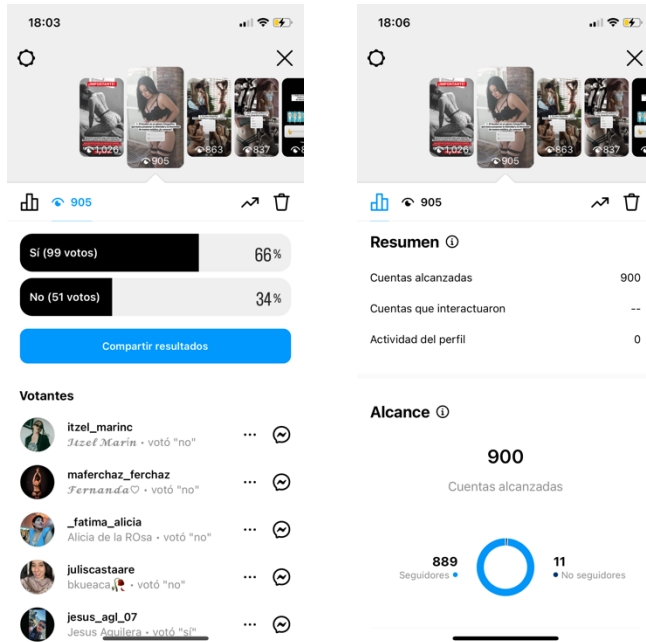 18:03
IMPORTANTE
1,026
905
863
837
905
Sí (99 votos)
66%
No (51 votos)
34%
Compartir resultados
Votantes
itzel_marinc
𝓘𝓽𝔃𝓮𝓵 𝓜𝓪𝓻í𝓷 • votó "no"
maferchaz_ferchaz
𝓕𝓮𝓻𝓷𝓪𝓷𝓭𝓪♡ • votó "no"
_fatima_alicia
Alicia de la ROsa • votó "no"
juliscastaare
bkueaca🥀 • votó "no"
jesus_agl_07
Jesus Aguilera • votó "sí"
18:06
IMPORTANTE
1,026
905
863
837
905
Resumen
Cuentas alcanzadas 900
Cuentas que interactuaron --
Actividad del perfil 0
Alcance
900
Cuentas alcanzadas
889 11
Seguidores • • No seguidores